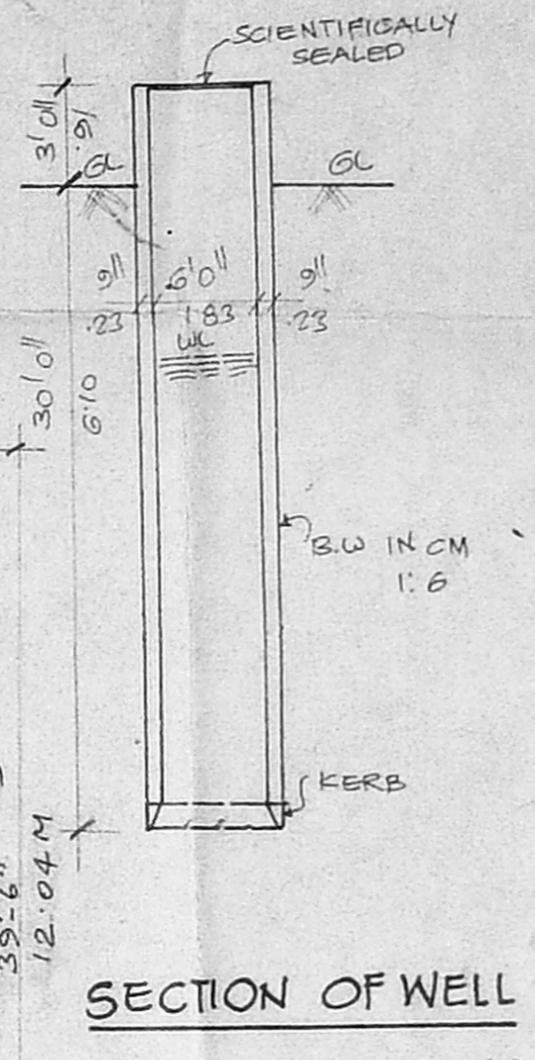 SCIENTIFICALLY
SEALED
3'0"
.91
GL
GL
9"
6'0"
9"
.23
1.83
.23
WL
30'0"
6.10
B.W IN CM
1:6
KERB
39'-6"
12.04 M
SECTION OF WELL